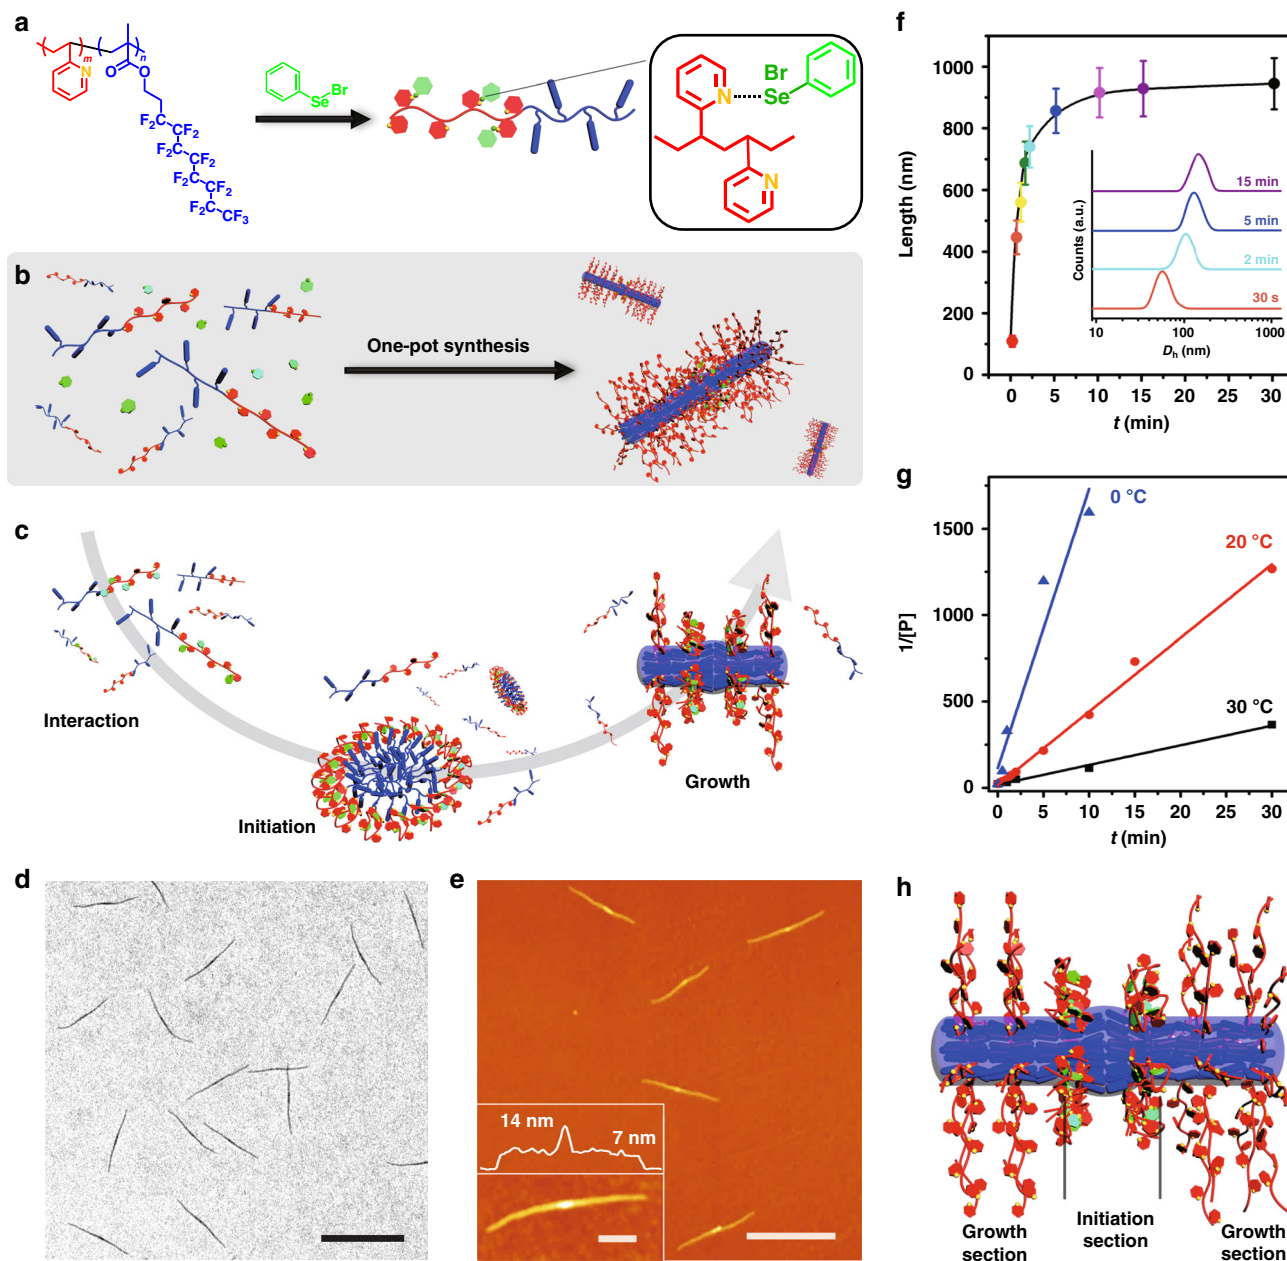 a
m
n
N
O
O
F₂C
CF₂
F₂C
CF₂
F₂C
CF₂
F₂C
CF₃
Se
Br
Br
N
Se
N
b
One-pot synthesis
c
Interaction
Initiation
Growth
d
e
14 nm
7 nm
f
Length (nm)
1000
800
600
400
200
0
0 5 10 15 20 25 30
t (min)
Counts (a.u.)
15 min
5 min
2 min
30 s
10 100 1000
Dₕ (nm)
g
1/[P]
1500
1000
500
0
0 °C
20 °C
30 °C
0 5 10 15 20 25 30
t (min)
h
Growth
section
Initiation
section
Growth
section